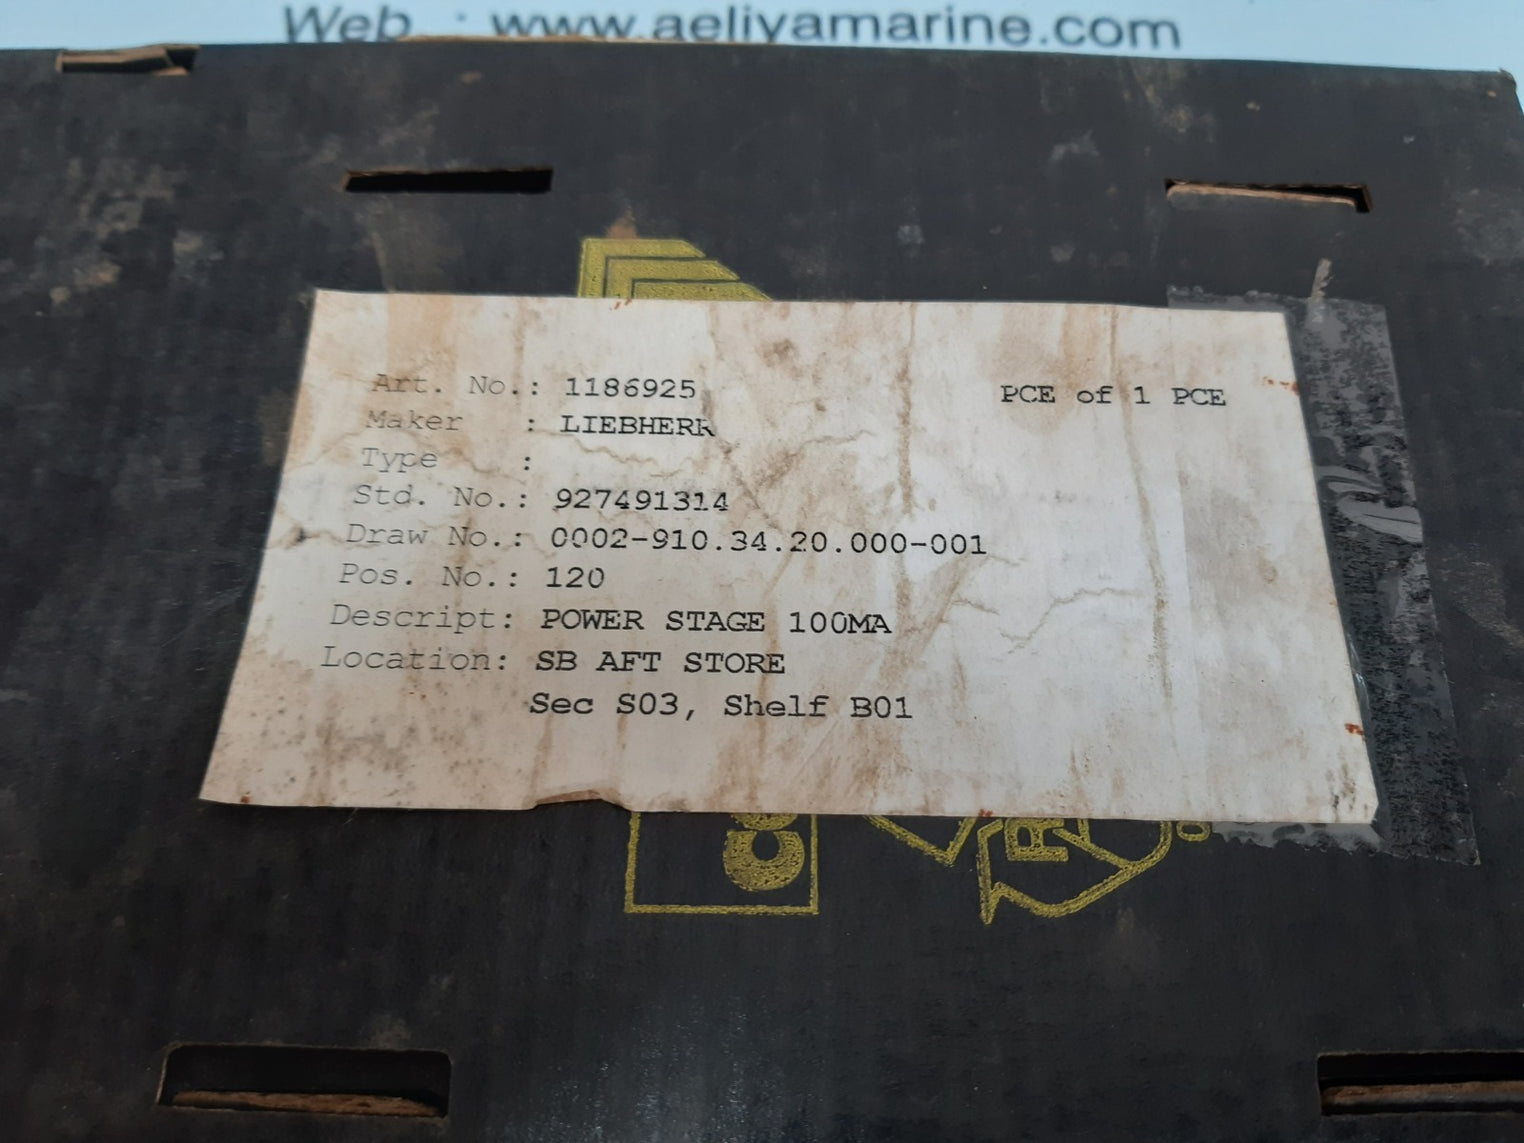 Web : www.aeliyamarine.com
Art. No.: 1186925 PCE of 1 PCE
Maker : LIEBHERR
Type :
Std. No.: 927491314
Draw No.: 0002-910.34.20.000-001
Pos. No.: 120
Descript: POWER STAGE 100MA
Location: SB AFT STORE
Sec S03, Shelf B01